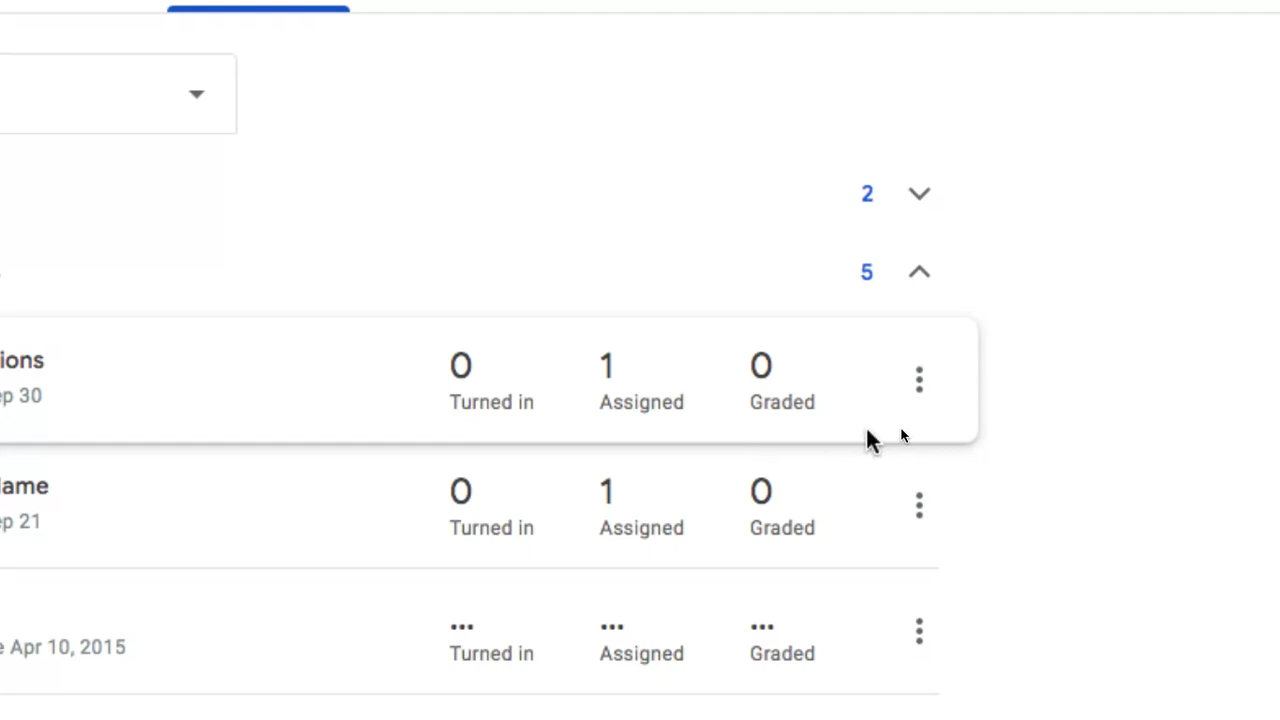 2
5
ions 0 1 0
ep 30 Turned in Assigned Graded
lame 0 1 0
ep 21 Turned in Assigned Graded
... ... ...
e Apr 10, 2015 Turned in Assigned Graded